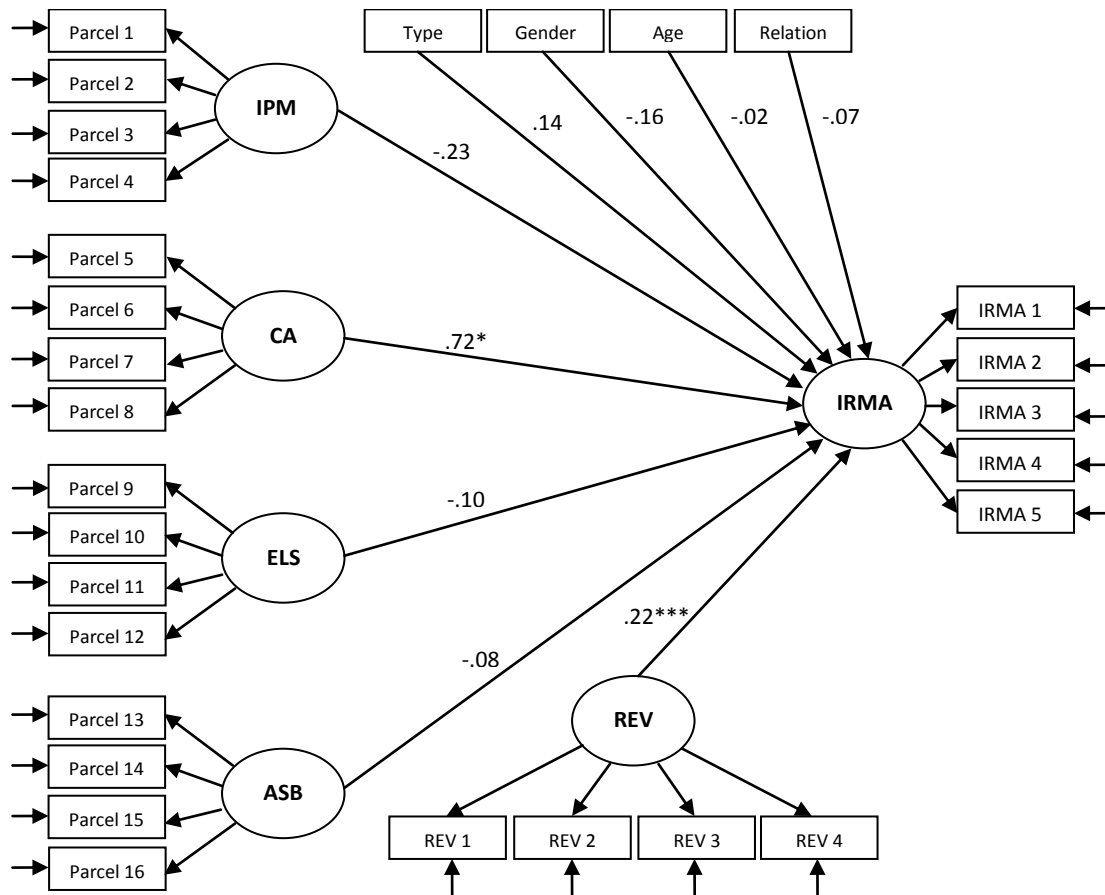 Parcel 1
Parcel 2
Parcel 3
Parcel 4
IPM
Type
Gender
Age
Relation
.14
-.16
-.02
-.07
-.23
Parcel 5
Parcel 6
Parcel 7
Parcel 8
CA
.72*
IRMA
IRMA 1
IRMA 2
IRMA 3
IRMA 4
IRMA 5
Parcel 9
Parcel 10
Parcel 11
Parcel 12
ELS
-.10
.22***
-.08
Parcel 13
Parcel 14
Parcel 15
Parcel 16
ASB
REV
REV 1
REV 2
REV 3
REV 4